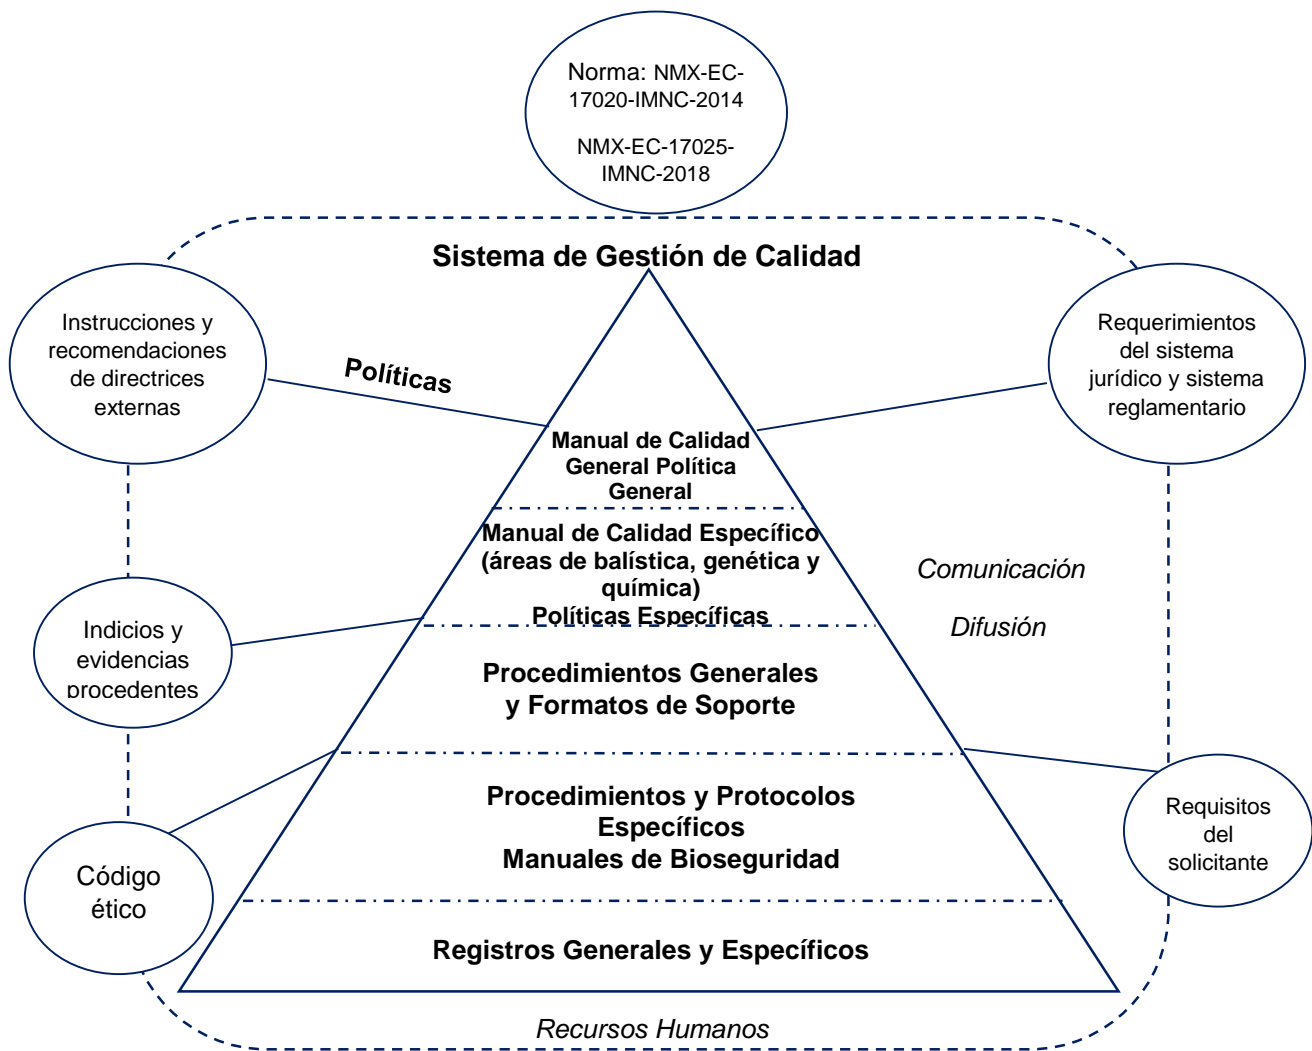 Norma: NMX-EC-
17020-IMNC-2014
NMX-EC-17025-
IMNC-2018
Sistema de Gestión de Calidad
Instrucciones y
recomendaciones
de directrices
externas
Políticas
Requerimientos
del sistema
jurídico y sistema
reglamentario
Manual de Calidad
General Política
General
Manual de Calidad Específico
(áreas de balística, genética y
química)
Políticas Específicas
Comunicación
Difusión
Indicios y
evidencias
procedentes
Procedimientos Generales
y Formatos de Soporte
Procedimientos y Protocolos
Específicos
Manuales de Bioseguridad
Requisitos
del
solicitante
Código
ético
Registros Generales y Específicos
Recursos Humanos